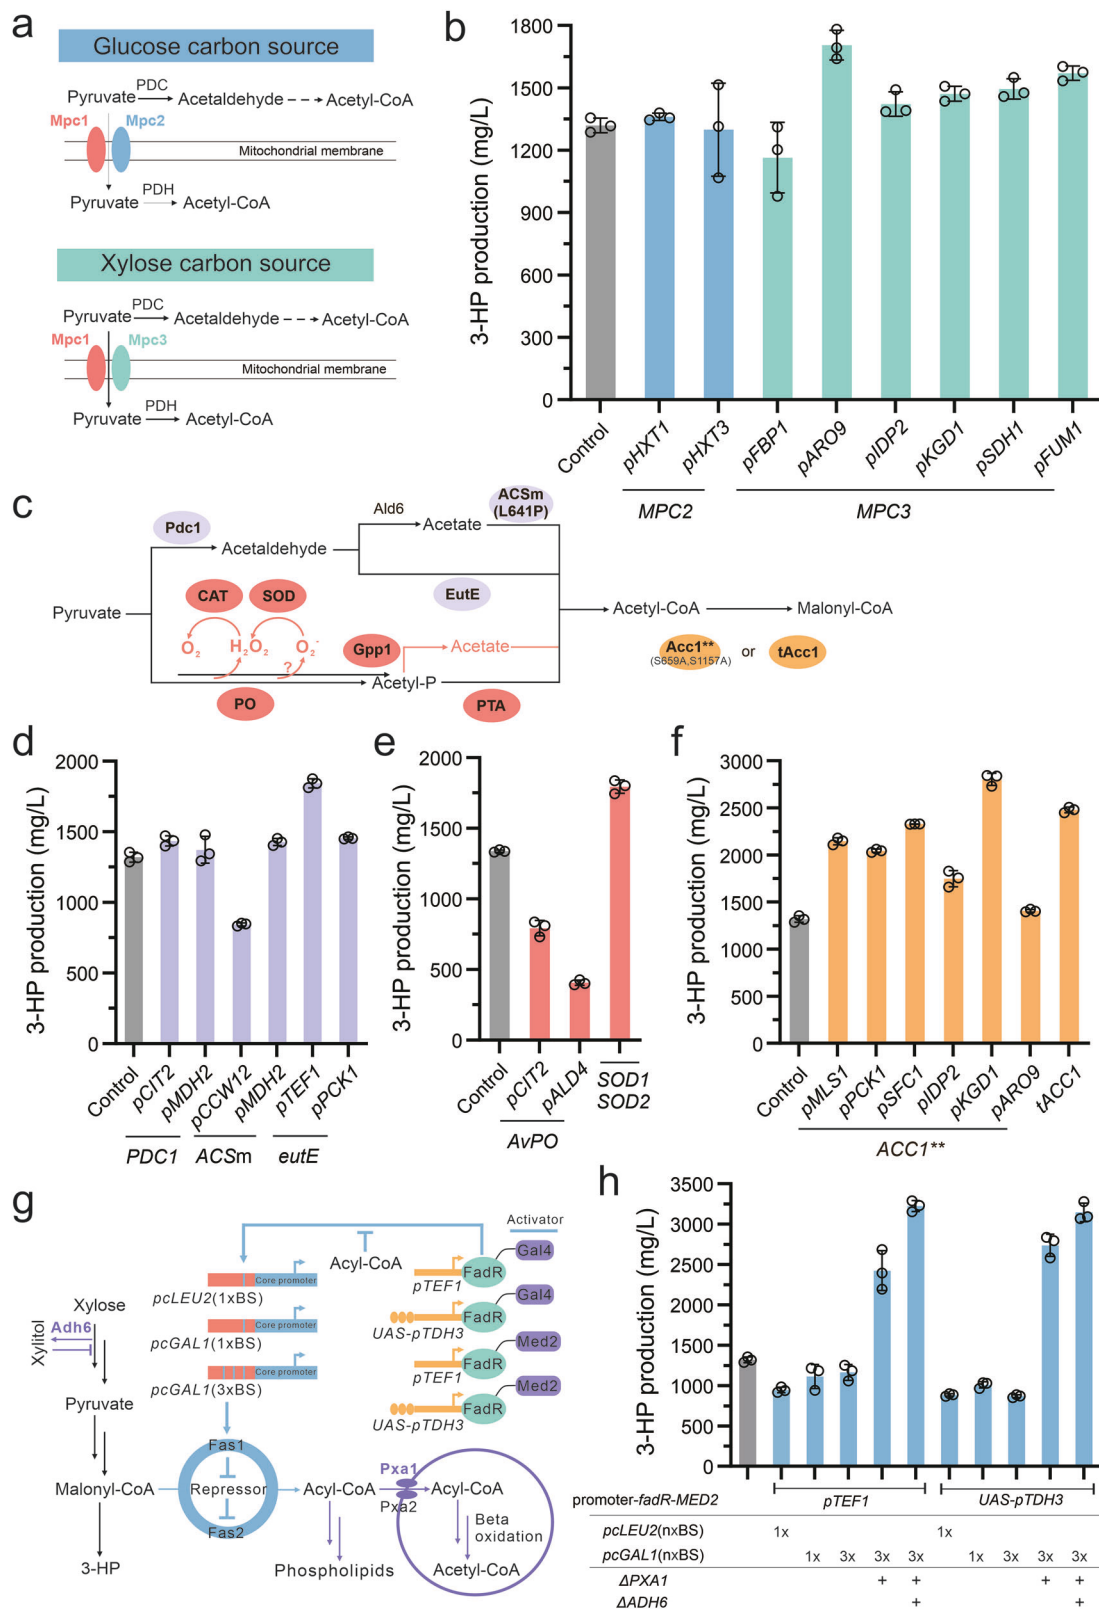 a
Glucose carbon source
PDC
Pyruvate
Acetaldehyde
Acetyl-CoA
Mpc1
Mpc2
Mitochondrial membrane
PDH
Pyruvate
Acetyl-CoA
Xylose carbon source
PDC
Pyruvate
Acetaldehyde
Acetyl-CoA
Mpc1
Mpc3
Mitochondrial membrane
PDH
Pyruvate
Acetyl-CoA
b
3-HP production (mg/L)
1800
1500
1200
900
600
300
0
Control
pHXT1
pHXT3
pFBP1
pARO9
pIDP2
pKGD1
pSDH1
pFUM1
MPC2
MPC3
c
Pyruvate
Pdc1
Acetaldehyde
Ald6
Acetate
ACSm
(L641P)
EutE
CAT
SOD
O2
H2O2
O2-
?
Gpp1
Acetate
Acetyl-P
PO
PTA
Acetyl-CoA
Malonyl-CoA
Acc1**
(S659A,S1157A)
or
tAcc1
d
3-HP production (mg/L)
2000
1500
1000
500
0
Control
pCIT2
pMDH2
pCCW12
pMDH2
pTEF1
pPCK1
PDC1
ACSm
eutE
e
3-HP production (mg/L)
2000
1500
1000
500
0
Control
pCIT2
pALD4
SOD1
SOD2
AvPO
f
3-HP production (mg/L)
3000
2500
2000
1500
1000
500
0
Control
pMLS1
pPCK1
pSFC1
pIDP2
pKGD1
pARO9
tACC1
ACC1**
g
Activator
Gal4
Acyl-CoA
FadR
pTEF1
Core promoter
pcLEU2(1xBS)
Gal4
FadR
UAS-pTDH3
Core promoter
pcGAL1(1xBS)
Med2
FadR
pTEF1
Core promoter
pcGAL1(3xBS)
Med2
FadR
UAS-pTDH3
Xylose
Adh6
Xylitol
Pyruvate
Malonyl-CoA
3-HP
Fas1
Repressor
Fas2
Acyl-CoA
Phospholipids
Pxa1
Pxa2
Acyl-CoA
Beta
oxidation
Acetyl-CoA
h
3-HP production (mg/L)
3500
3000
2500
2000
1500
1000
500
0
promoter-fadR-MED2
pTEF1
UAS-pTDH3
pcLEU2(nxBS) 1x 1x
pcGAL1(nxBS) 1x 3x 3x 3x 1x 3x 3x 3x
ΔPXA1 + + + +
ΔADH6 + +